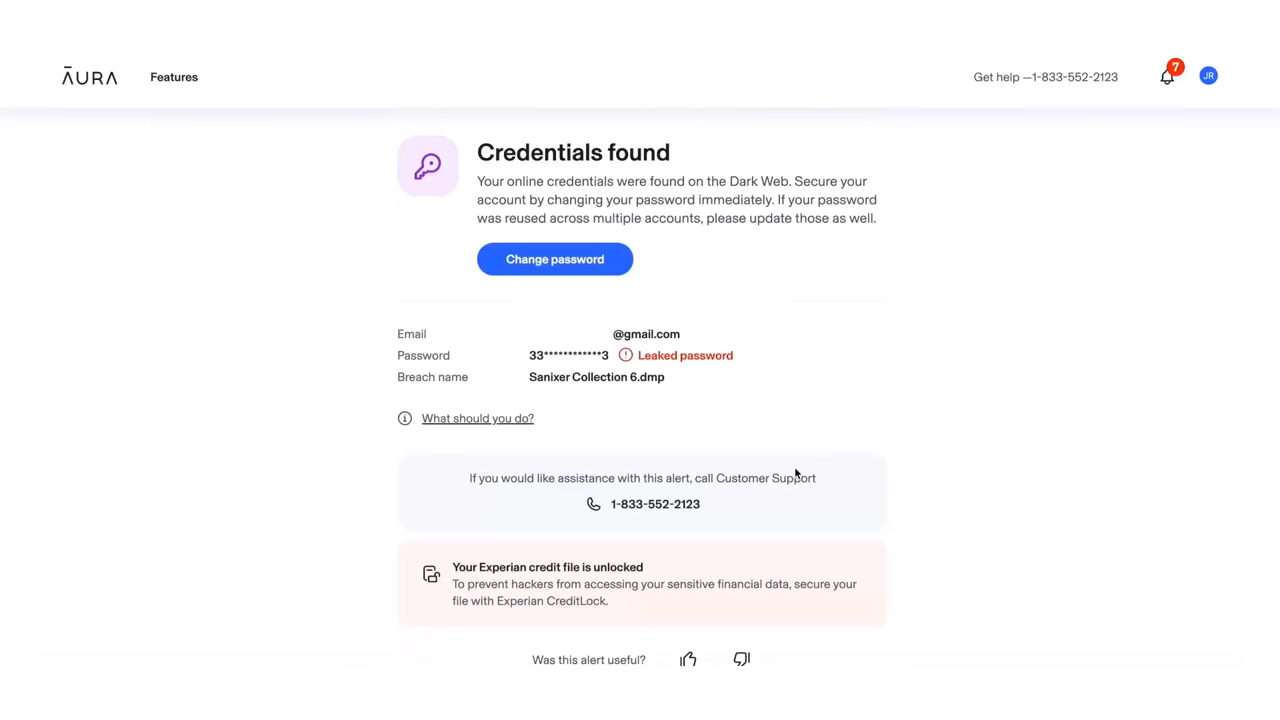 ĀURA
Features
Get help —1-833-552-2123
7
JR
Credentials found
Your online credentials were found on the Dark Web. Secure your
account by changing your password immediately. If your password
was reused across multiple accounts, please update those as well.
Change password
Email @gmail.com
Password 33************3 Leaked password
Breach name Sanixer Collection 6.dmp
What should you do?
If you would like assistance with this alert, call Customer Support
1-833-552-2123
Your Experian credit file is unlocked
To prevent hackers from accessing your sensitive financial data, secure your
file with Experian CreditLock.
Was this alert useful?